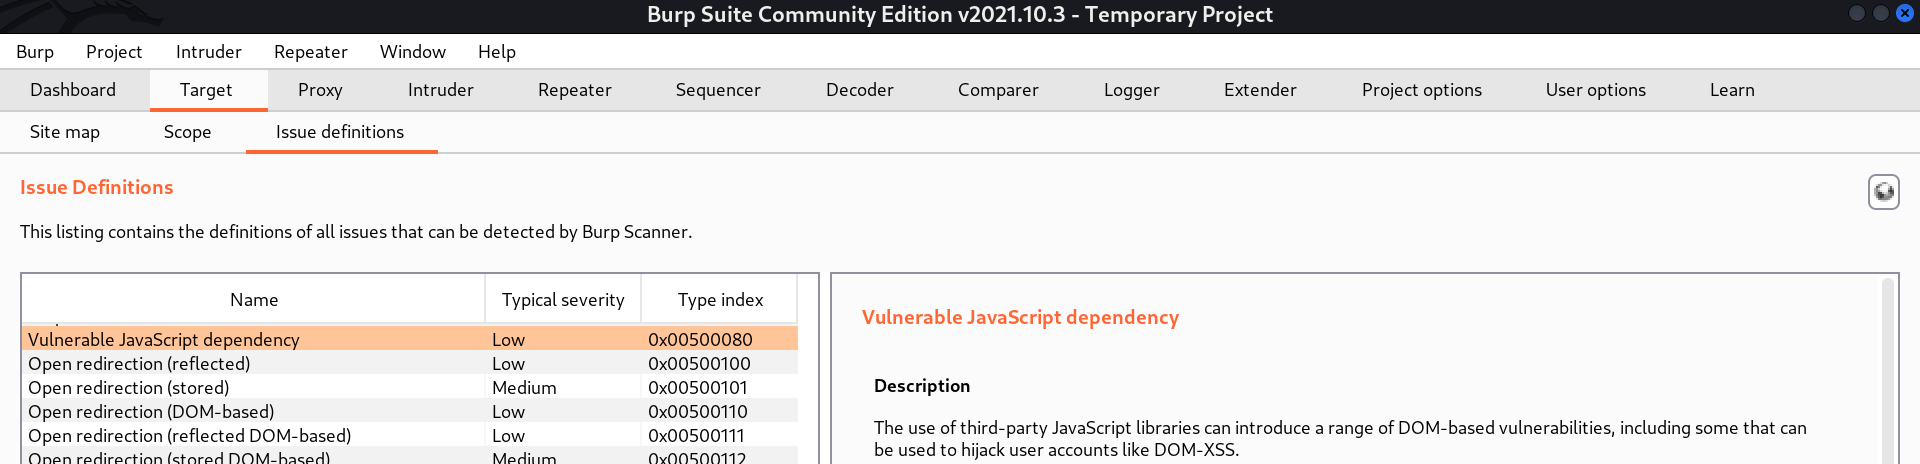 Burp Suite Community Edition v2021.10.3 - Temporary Project
Burp Project Intruder Repeater Window Help
Dashboard Target Proxy Intruder Repeater Sequencer Decoder Comparer Logger Extender Project options User options Learn
Site map Scope Issue definitions
Issue Definitions
This listing contains the definitions of all issues that can be detected by Burp Scanner.
Name Typical severity Type index
Vulnerable JavaScript dependency Low 0x00500080
Open redirection (reflected) Low 0x00500100
Open redirection (stored) Medium 0x00500101
Open redirection (DOM-based) Low 0x00500110
Open redirection (reflected DOM-based) Low 0x00500111
Open redirection (stored DOM-based) Medium 0x00500112
Vulnerable JavaScript dependency
Description
The use of third-party JavaScript libraries can introduce a range of DOM-based vulnerabilities, including some that can
be used to hijack user accounts like DOM-XSS.